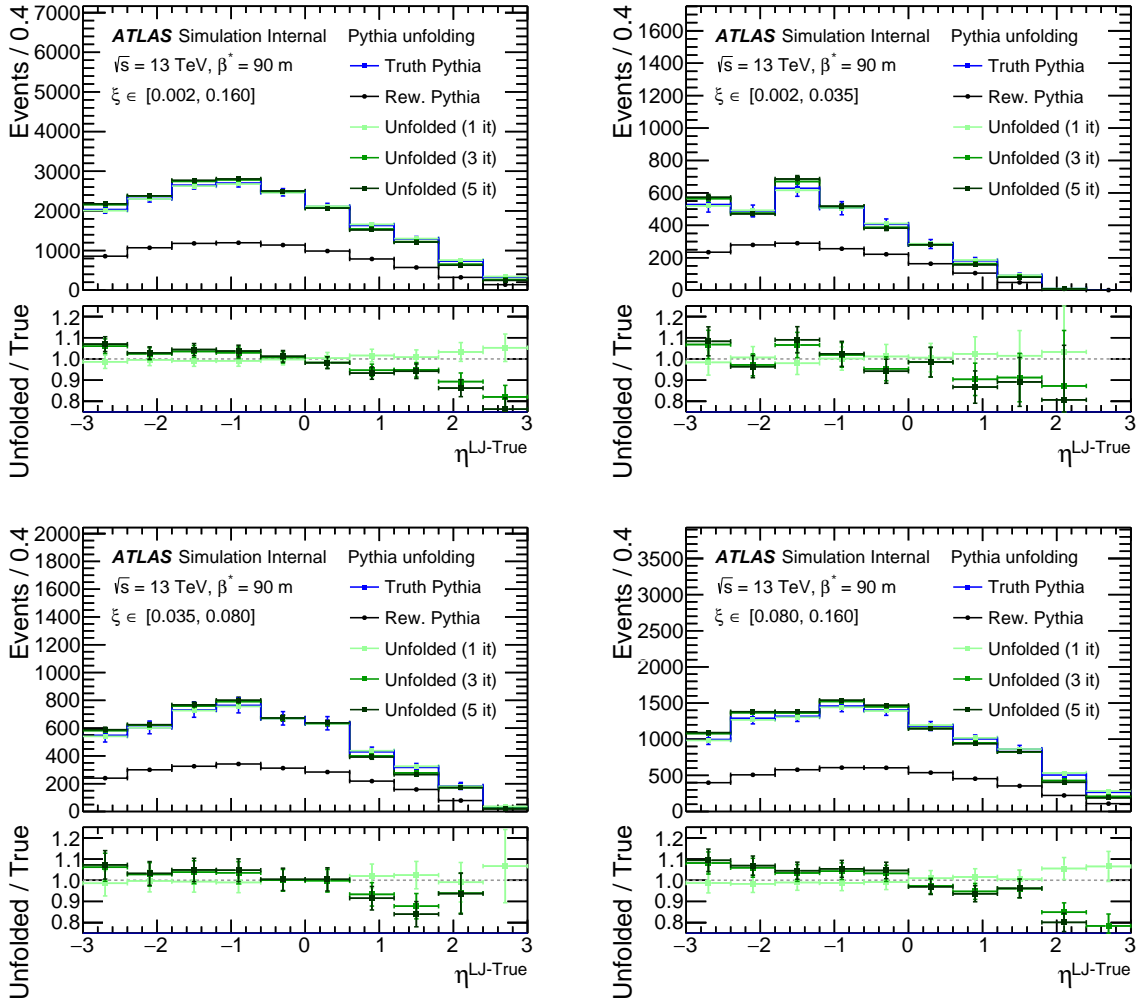 Events / 0.4
7000
6000
5000
4000
3000
2000
1000
0
ATLAS Simulation Internal
√s = 13 TeV, β* = 90 m
ξ ∈ [0.002, 0.160]
Pythia unfolding
Truth Pythia
Rew. Pythia
Unfolded (1 it)
Unfolded (3 it)
Unfolded (5 it)
Unfolded / True
1.2
1.1
1.0
0.9
0.8
−3 −2 −1 0 1 2 3
η^LJ-True
Events / 0.4
1600
1400
1200
1000
800
600
400
200
0
ATLAS Simulation Internal
√s = 13 TeV, β* = 90 m
ξ ∈ [0.002, 0.035]
Pythia unfolding
Truth Pythia
Rew. Pythia
Unfolded (1 it)
Unfolded (3 it)
Unfolded (5 it)
Unfolded / True
1.2
1.1
1.0
0.9
0.8
−3 −2 −1 0 1 2 3
η^LJ-True
Events / 0.4
2000
1800
1600
1400
1200
1000
800
600
400
200
0
ATLAS Simulation Internal
√s = 13 TeV, β* = 90 m
ξ ∈ [0.035, 0.080]
Pythia unfolding
Truth Pythia
Rew. Pythia
Unfolded (1 it)
Unfolded (3 it)
Unfolded (5 it)
Unfolded / True
1.2
1.1
1.0
0.9
0.8
−3 −2 −1 0 1 2 3
η^LJ-True
Events / 0.4
3500
3000
2500
2000
1500
1000
500
0
ATLAS Simulation Internal
√s = 13 TeV, β* = 90 m
ξ ∈ [0.080, 0.160]
Pythia unfolding
Truth Pythia
Rew. Pythia
Unfolded (1 it)
Unfolded (3 it)
Unfolded (5 it)
Unfolded / True
1.2
1.1
1.0
0.9
0.8
−3 −2 −1 0 1 2 3
η^LJ-True